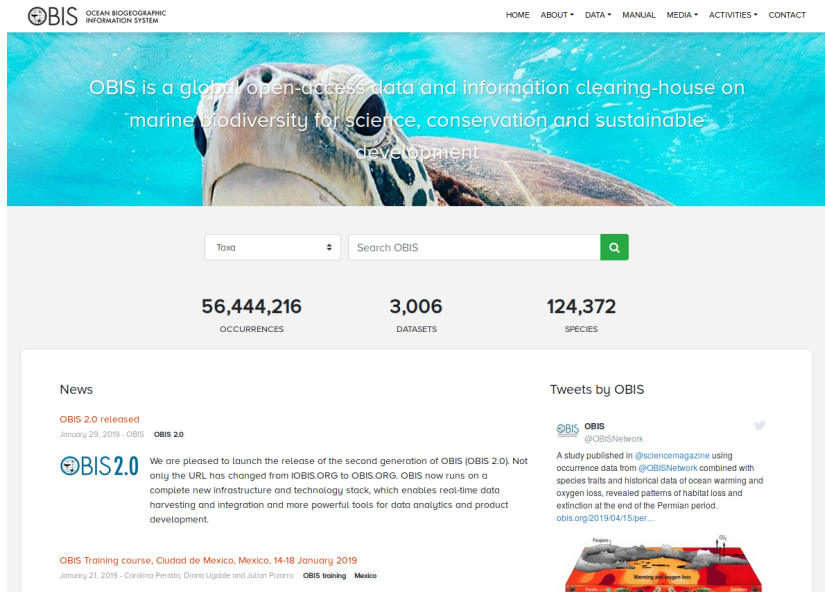 OBIS OCEAN BIOGEOGRAPHIC
INFORMATION SYSTEM
HOME ABOUT DATA MANUAL MEDIA ACTIVITIES CONTACT
OBIS is a global open-access data and information clearing-house on
marine biodiversity for science, conservation and sustainable
development
Taxa
Search OBIS
56,444,216 3,006 124,372
OCCURRENCES DATASETS SPECIES
News
OBIS 2.0 released
January 29, 2019 - OBIS OBIS 2.0
OBIS 2.0
We are pleased to launch the release of the second generation of OBIS (OBIS 2.0). Not
only the URL has changed from IOBIS.ORG to OBIS.ORG. OBIS now runs on a
complete new infrastructure and technology stack, which enables real-time data
harvesting and integration and more powerful tools for data analytics and product
development.
OBIS Training course, Ciudad de Mexico, Mexico, 14-18 January 2019
January 21, 2019 - Carolina Peralta, Diana Ugalde and Julian Pizarro OBIS training Mexico
Tweets by OBIS
OBIS
OBIS
@OBISNetwork
A study published in @sciencemagazine using
occurrence data from @OBISNetwork combined with
species traits and historical data of ocean warming and
oxygen loss, revealed patterns of habitat loss and
extinction at the end of the Permian period.
obis.org/2019/04/15/per…
Pangea
CO2
Warming and oxygen loss